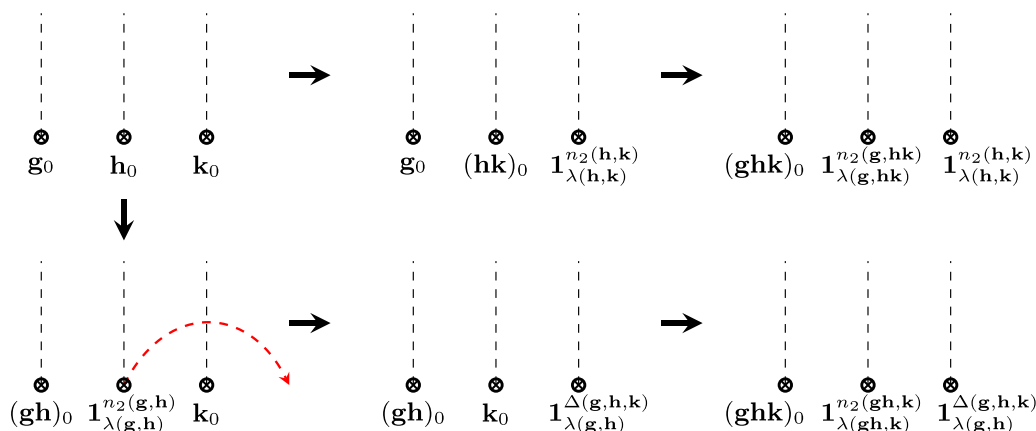 𝐠₀ 𝐡₀ 𝐤₀ 𝐠₀ (𝐡𝐤)₀ 𝟏^{n₂(𝐡,𝐤)}_{λ(𝐡,𝐤)} (𝐠𝐡𝐤)₀ 𝟏^{n₂(𝐠,𝐡𝐤)}_{λ(𝐠,𝐡𝐤)} 𝟏^{n₂(𝐡,𝐤)}_{λ(𝐡,𝐤)}
(𝐠𝐡)₀ 𝟏^{n₂(𝐠,𝐡)}_{λ(𝐠,𝐡)} 𝐤₀ (𝐠𝐡)₀ 𝐤₀ 𝟏^{Δ(𝐠,𝐡,𝐤)}_{λ(𝐠,𝐡)} (𝐠𝐡𝐤)₀ 𝟏^{n₂(𝐠𝐡,𝐤)}_{λ(𝐠𝐡,𝐤)} 𝟏^{Δ(𝐠,𝐡,𝐤)}_{λ(𝐠,𝐡)}